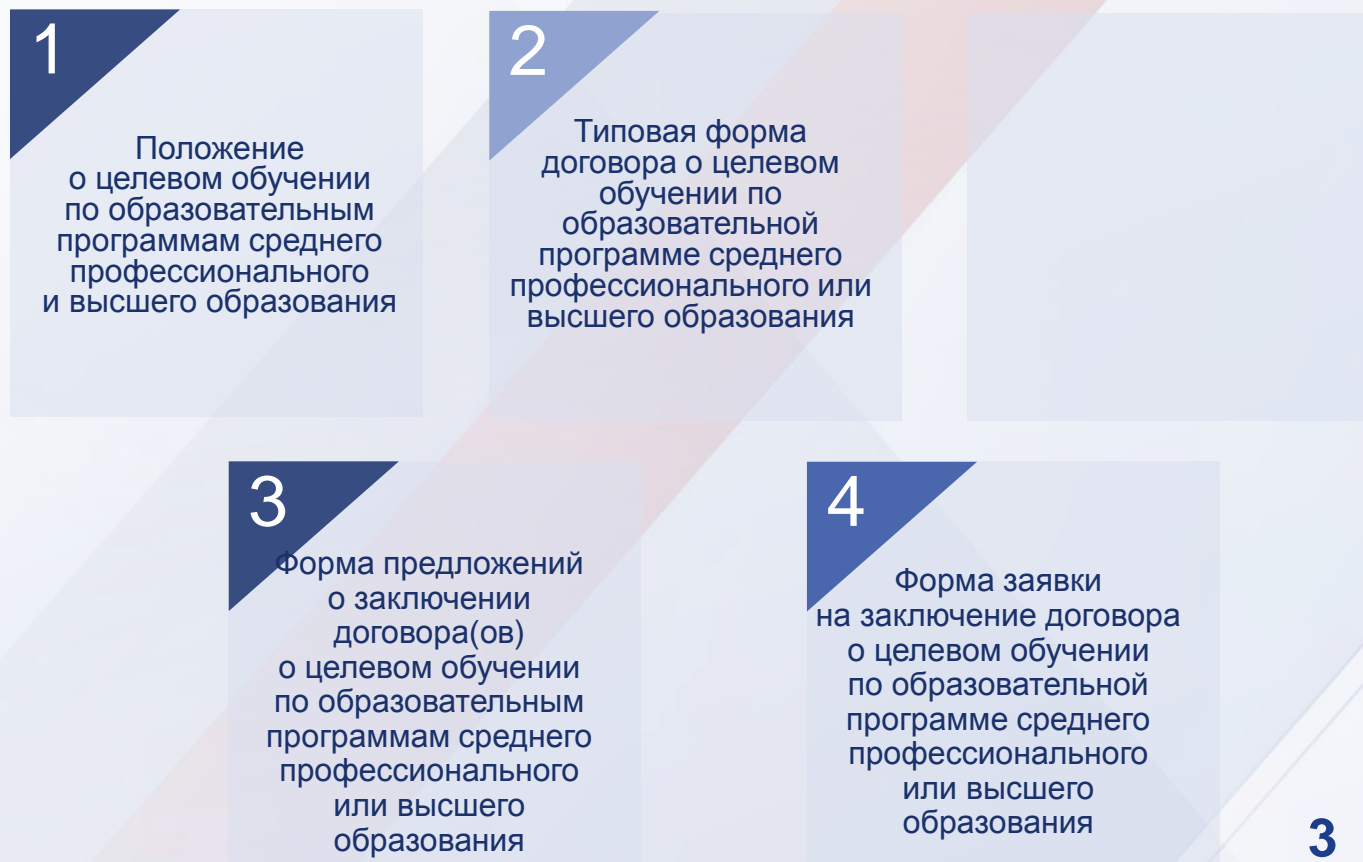 1
Положение
о целевом обучении
по образовательным
программам среднего
профессионального
и высшего образования
2
Типовая форма
договора о целевом
обучении по
образовательной
программе среднего
профессионального или
высшего образования
3
Форма предложений
о заключении
договора(ов)
о целевом обучении
по образовательным
программам среднего
профессионального
или высшего
образования
4
Форма заявки
на заключение договора
о целевом обучении
по образовательной
программе среднего
профессионального
или высшего
образования
3